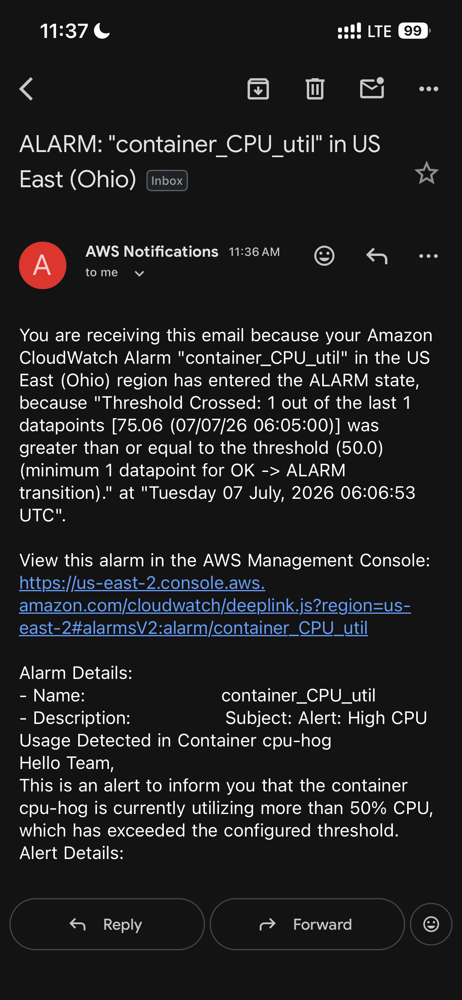 11:37
LTE 99
ALARM: "container_CPU_util" in US
East (Ohio) Inbox
A
AWS Notifications 11:36 AM
to me
You are receiving this email because your Amazon
CloudWatch Alarm "container_CPU_util" in the US
East (Ohio) region has entered the ALARM state,
because "Threshold Crossed: 1 out of the last 1
datapoints [75.06 (07/07/26 06:05:00)] was
greater than or equal to the threshold (50.0)
(minimum 1 datapoint for OK -> ALARM
transition)." at "Tuesday 07 July, 2026 06:06:53
UTC".
View this alarm in the AWS Management Console:
https://us-east-2.console.aws.
amazon.com/cloudwatch/deeplink.js?region=us-
east-2#alarmsV2:alarm/container_CPU_util
Alarm Details:
- Name: container_CPU_util
- Description: Subject: Alert: High CPU
Usage Detected in Container cpu-hog
Hello Team,
This is an alert to inform you that the container
cpu-hog is currently utilizing more than 50% CPU,
which has exceeded the configured threshold.
Alert Details:
Reply Forward